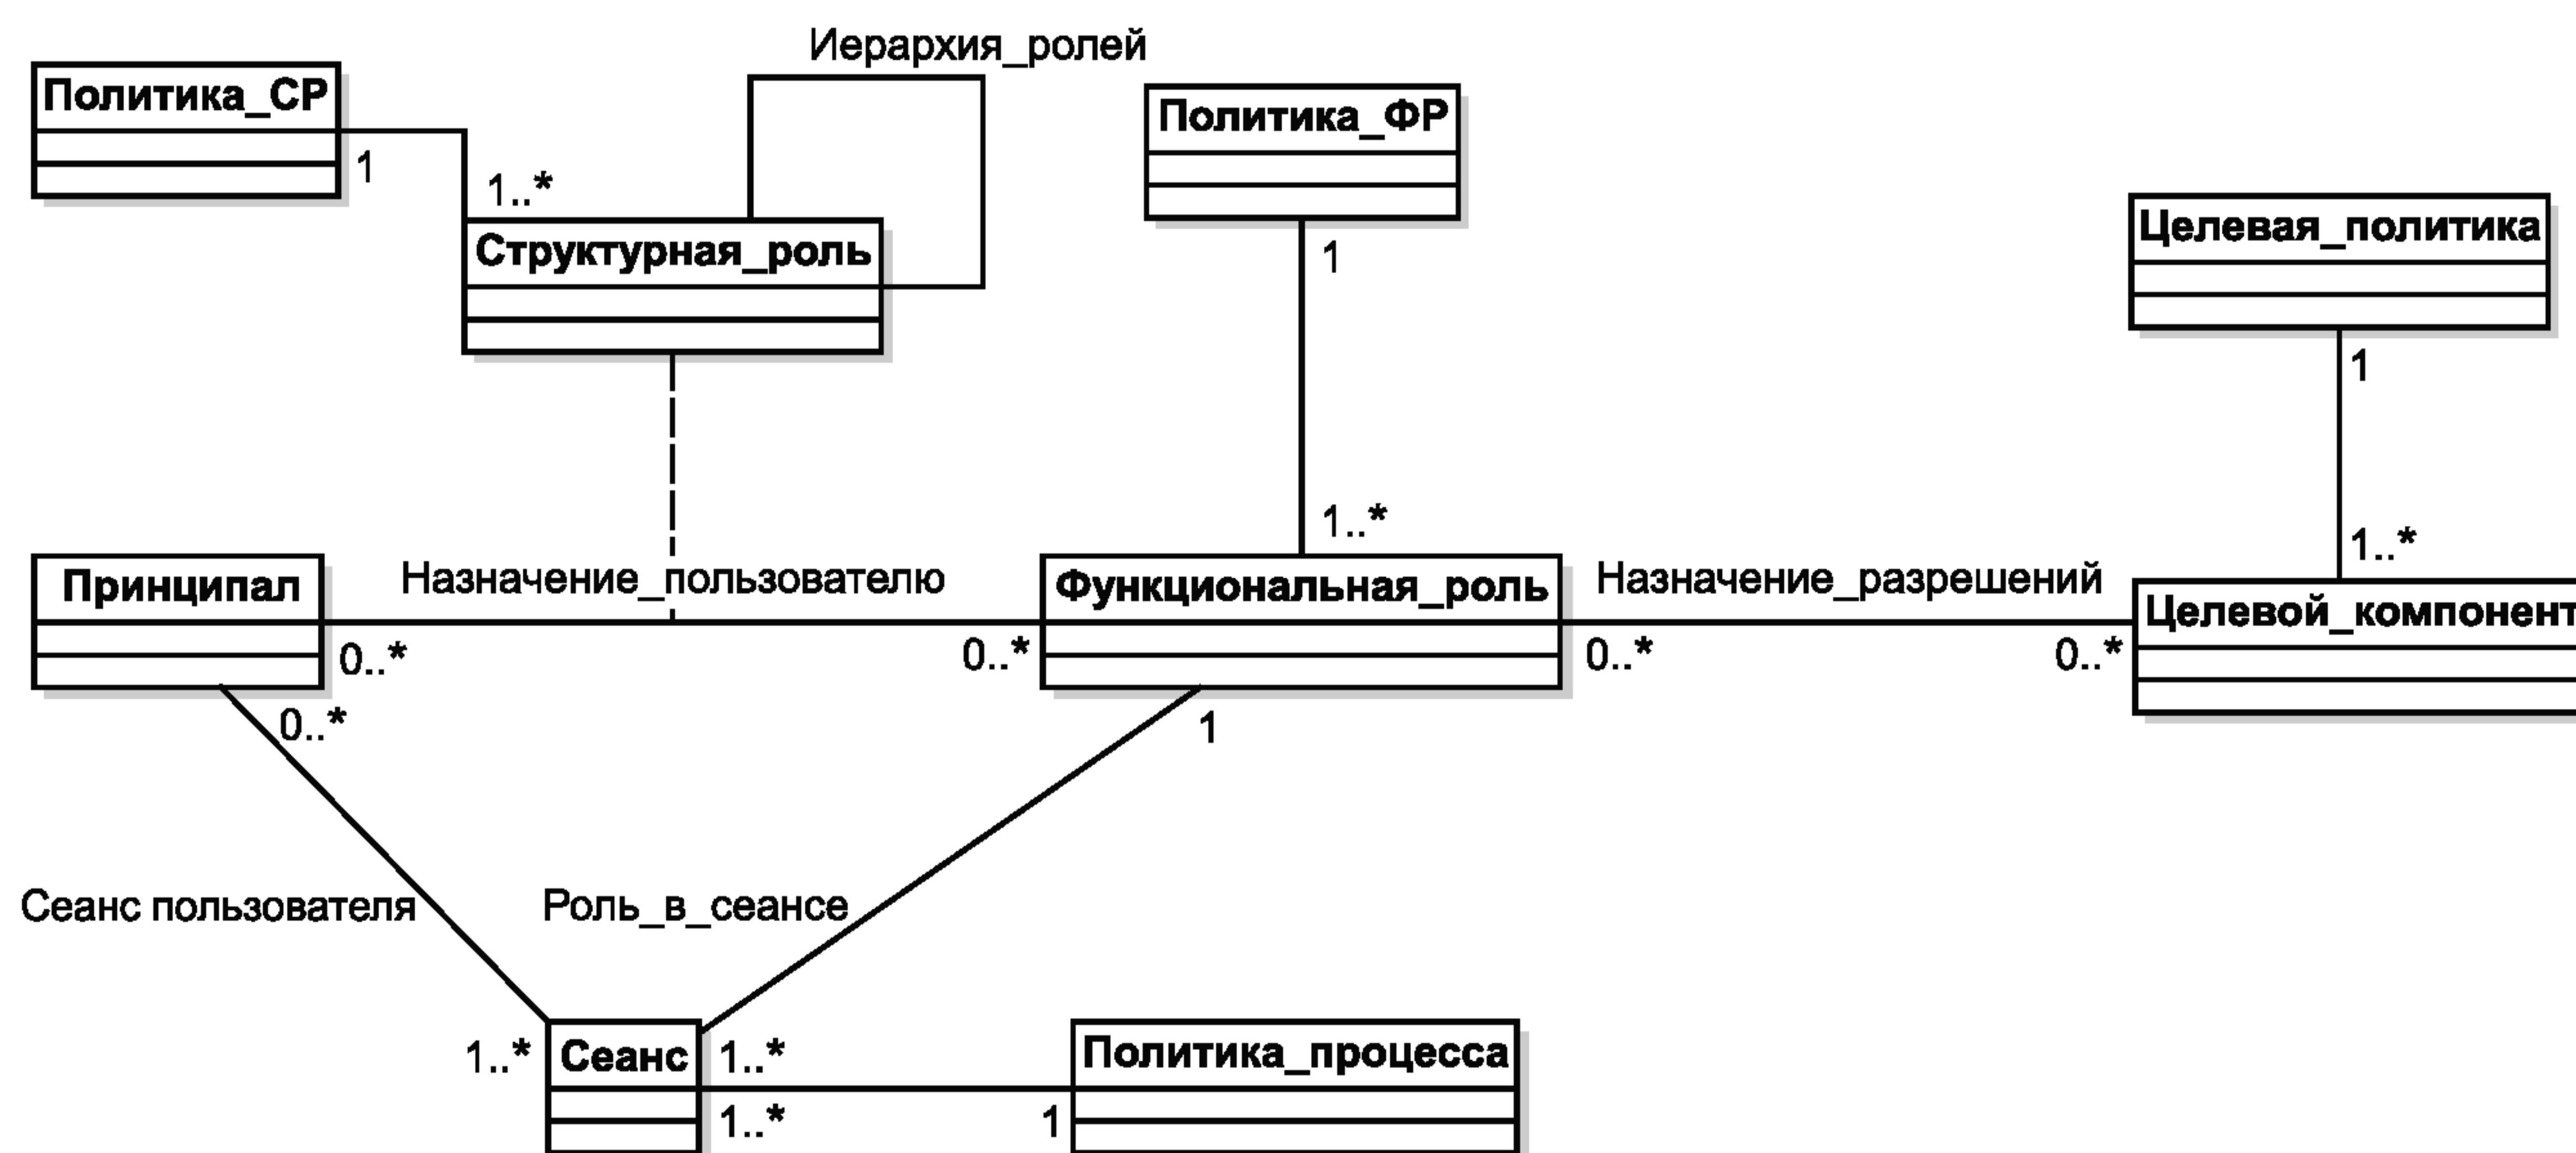 Иерархия_ролей
Политика_СР
1
1..*
Структурная_роль
Политика_ФР
1
1..*
Целевая_политика
1
1..*
Принципал
Назначение_пользователю
0..*
0..*
Функциональная_роль
Назначение_разрешений
0..*
0..*
Целевой_компонент
0..*
1
Сеанс пользователя
Роль_в_сеансе
1..*
Сеанс
1..*
1..*
1
Политика_процесса